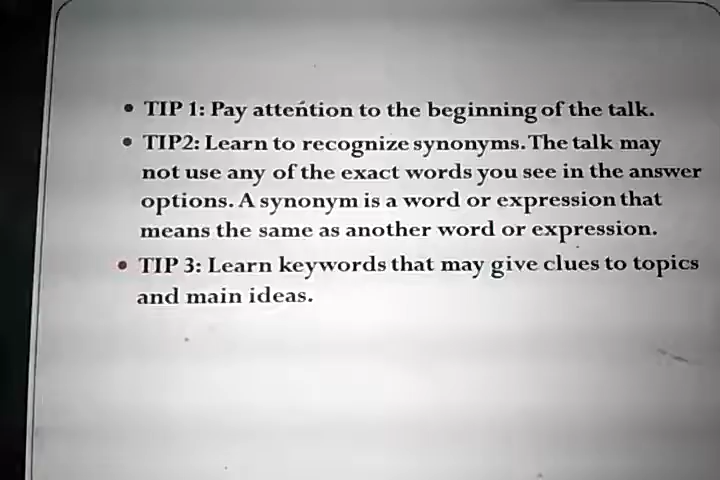 • TIP 1: Pay attention to the beginning of the talk.
• TIP2: Learn to recognize synonyms. The talk may
not use any of the exact words you see in the answer
options. A synonym is a word or expression that
means the same as another word or expression.
• TIP 3: Learn keywords that may give clues to topics
and main ideas.